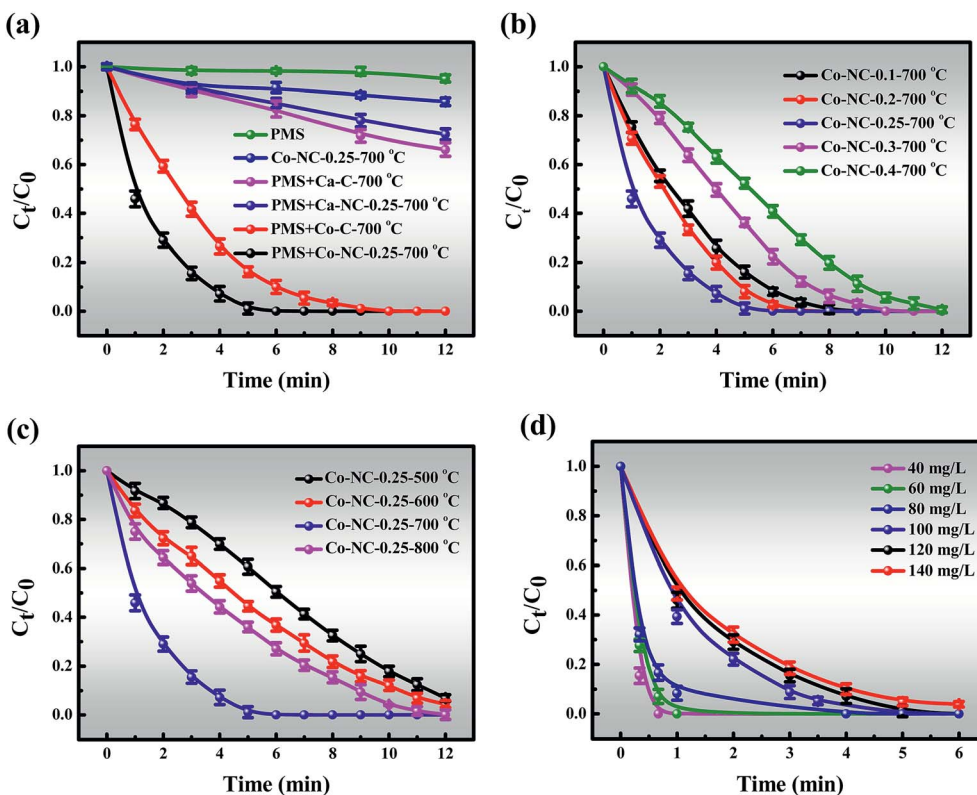 (a)
Cₜ/C₀
1.0
0.8
0.6
0.4
0.2
0.0
PMS
Co-NC-0.25-700 °C
PMS+Ca-C-700 °C
PMS+Ca-NC-0.25-700 °C
PMS+Co-C-700 °C
PMS+Co-NC-0.25-700 °C
0 2 4 6 8 10 12
Time (min)
(b)
Cₜ/C₀
1.0
0.8
0.6
0.4
0.2
0.0
Co-NC-0.1-700 °C
Co-NC-0.2-700 °C
Co-NC-0.25-700 °C
Co-NC-0.3-700 °C
Co-NC-0.4-700 °C
0 2 4 6 8 10 12
Time (min)
(c)
Cₜ/C₀
1.0
0.8
0.6
0.4
0.2
0.0
Co-NC-0.25-500 °C
Co-NC-0.25-600 °C
Co-NC-0.25-700 °C
Co-NC-0.25-800 °C
0 2 4 6 8 10 12
Time (min)
(d)
Cₜ/C₀
1.0
0.8
0.6
0.4
0.2
0.0
40 mg/L
60 mg/L
80 mg/L
100 mg/L
120 mg/L
140 mg/L
0 1 2 3 4 5 6
Time (min)